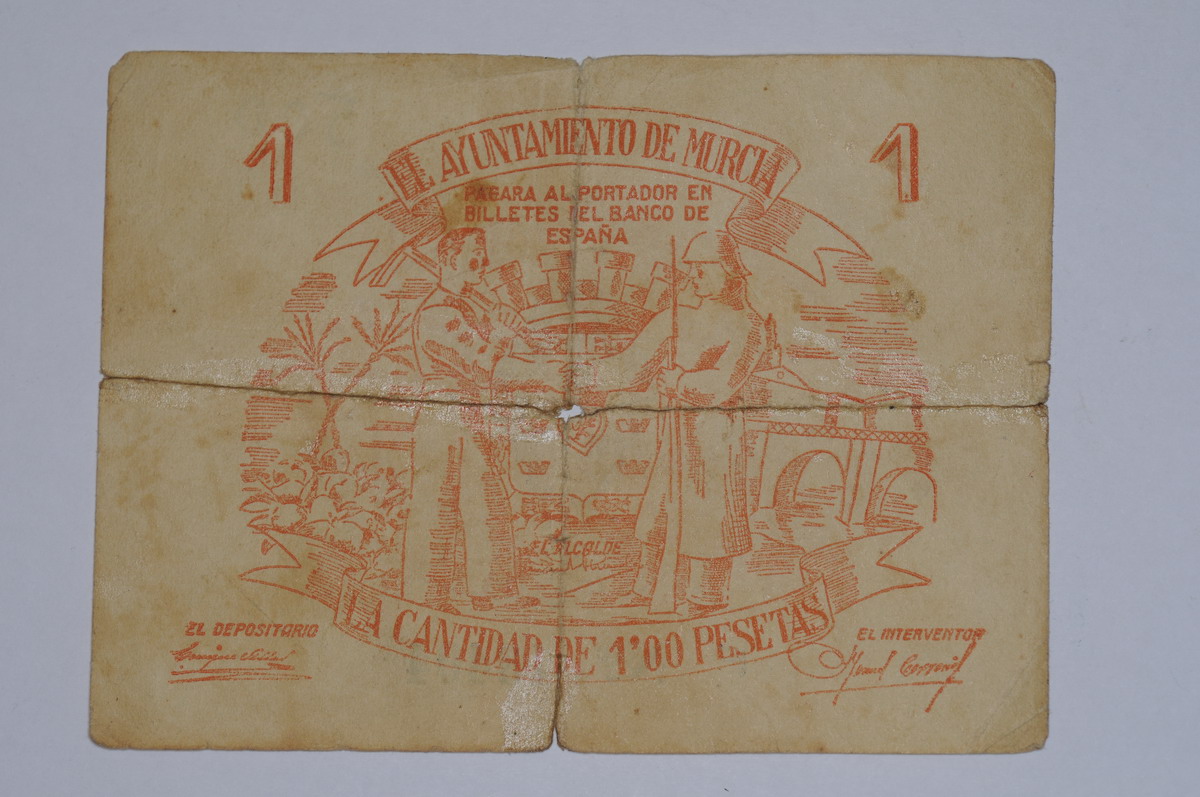 1
1
EL AYUNTAMIENTO DE MURCIA
PAGARA AL PORTADOR EN
BILLETES DEL BANCO DE
ESPAÑA
EL ALCALDE
LA CANTIDAD DE 1'00 PESETAS
EL DEPOSITARIO
EL INTERVENTOR